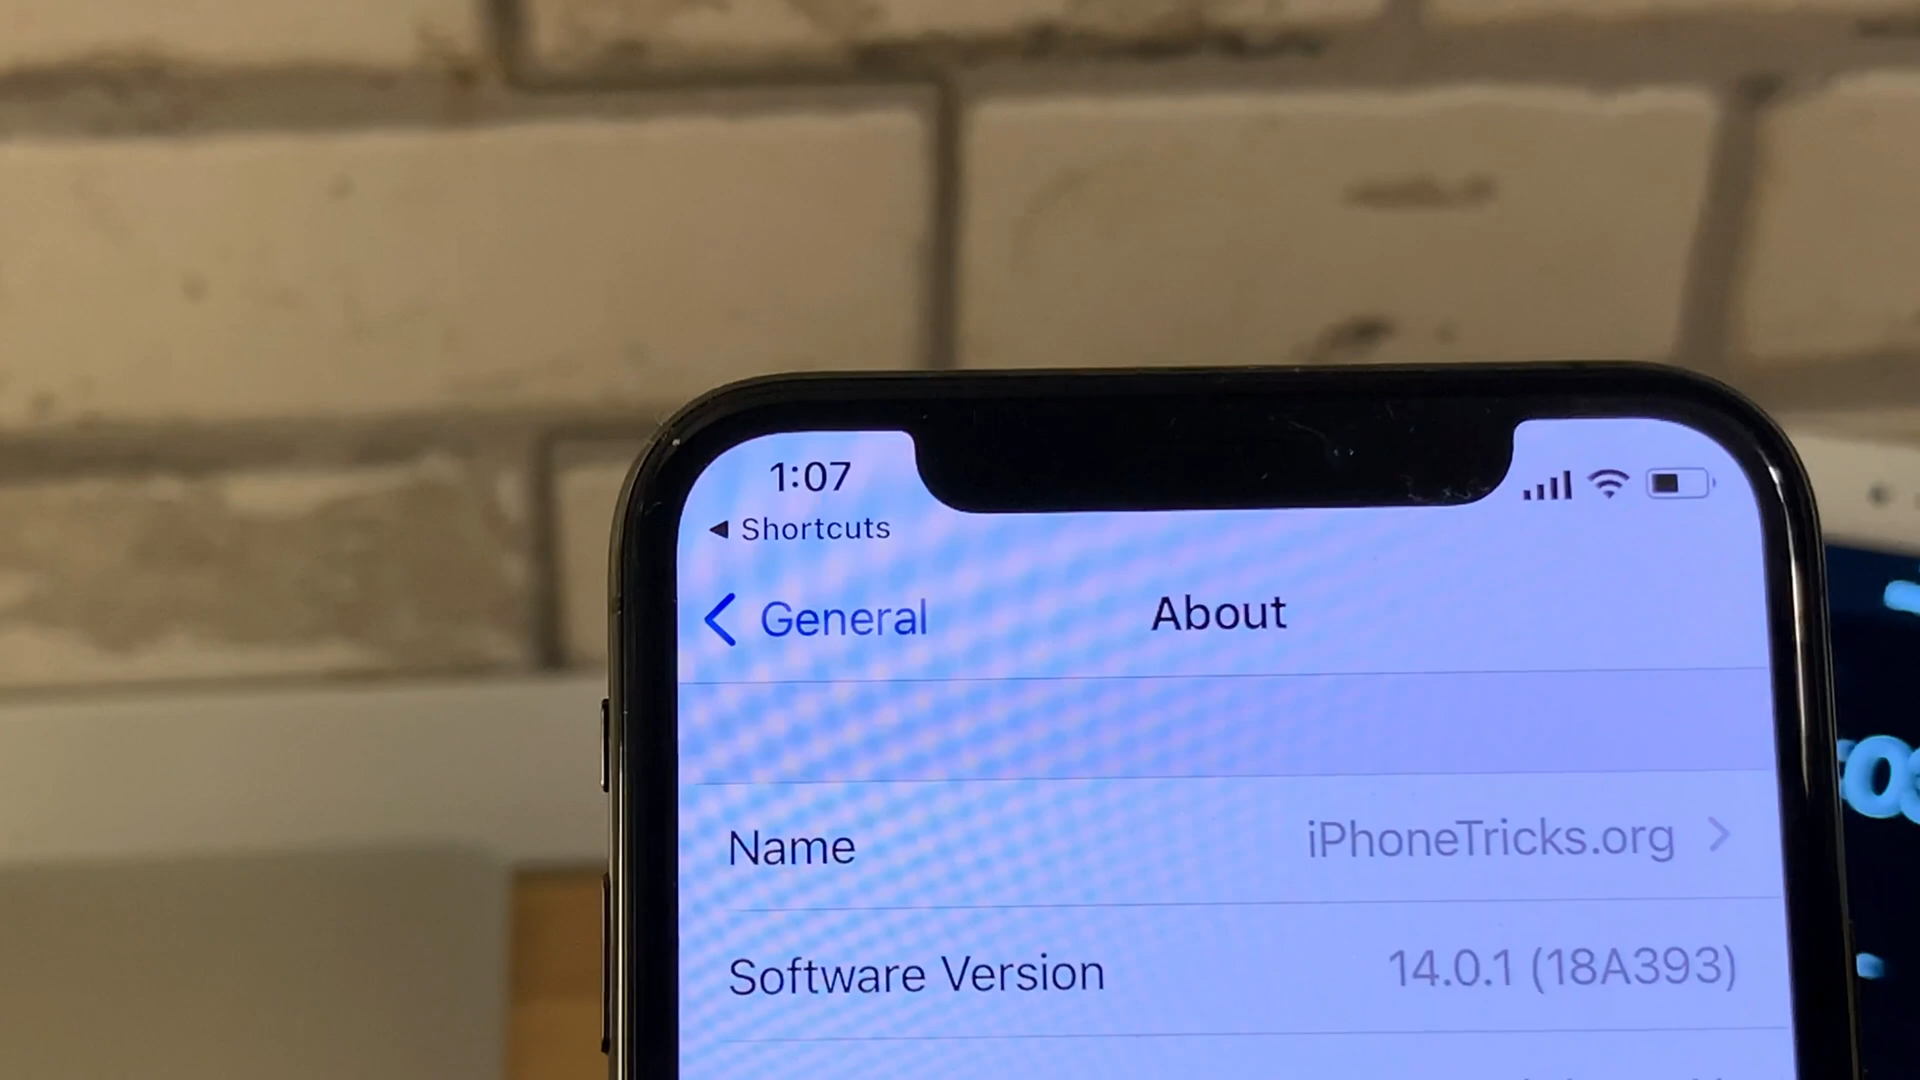 1:07
◀ Shortcuts
General
About
Name
iPhoneTricks.org
Software Version
14.0.1 (18A393)